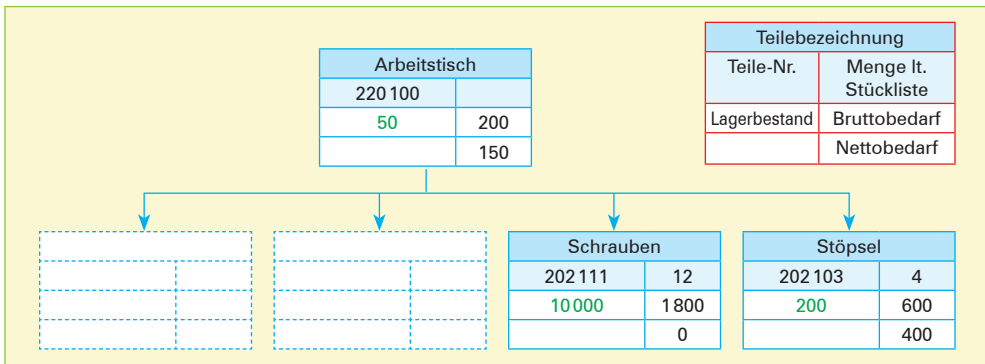 Teilebezeichnung
Teile-Nr. Menge lt.
Stückliste
Lagerbestand Bruttobedarf
Nettobedarf
Arbeitstisch
220 100
50 200
150
Schrauben
202 111 12
10 000 1 800
0
Stöpsel
202 103 4
200 600
400